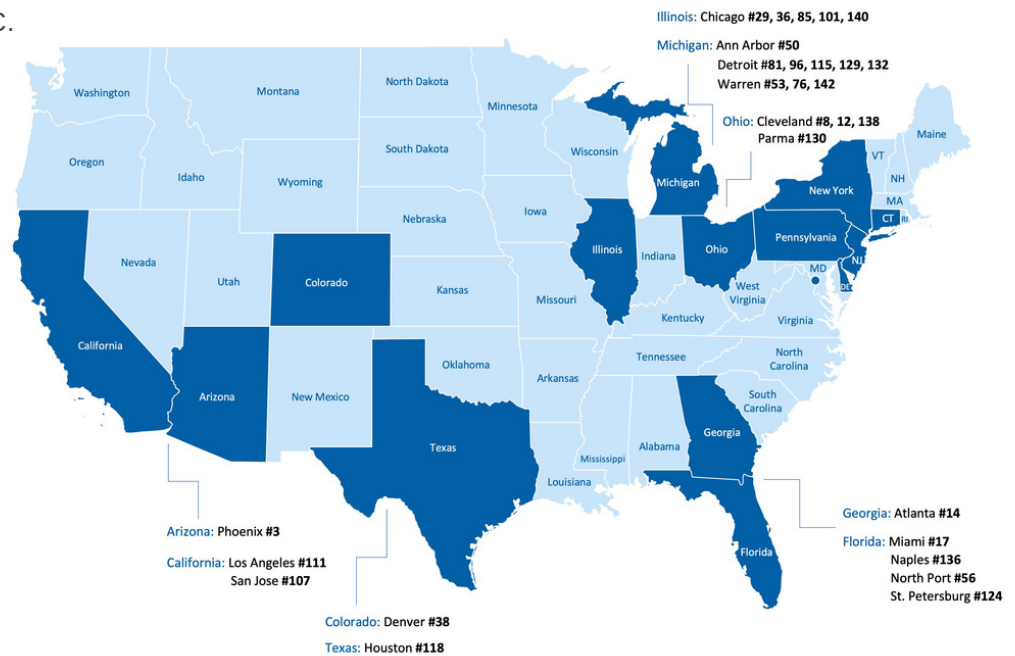 C.
Illinois: Chicago #29, 36, 85, 101, 140
Michigan: Ann Arbor #50
Detroit #81, 96, 115, 129, 132
Warren #53, 76, 142
Ohio: Cleveland #8, 12, 138
Parma #130
Washington
Montana
North Dakota
Minnesota
Maine
Oregon
Idaho
South Dakota
Wisconsin
VT
NH
Wyoming
Michigan
New York
MA
Nebraska
Iowa
CT
RI
Nevada
Utah
Colorado
Kansas
Missouri
Illinois
Indiana
Ohio
Pennsylvania
NJ
MD
DE
West
Virginia
Kentucky
Virginia
California
Arizona
New Mexico
Oklahoma
Arkansas
Tennessee
North
Carolina
South
Carolina
Texas
Louisiana
Mississippi
Alabama
Georgia
Florida
Arizona: Phoenix #3
California: Los Angeles #111
San Jose #107
Colorado: Denver #38
Texas: Houston #118
Georgia: Atlanta #14
Florida: Miami #17
Naples #136
North Port #56
St. Petersburg #124